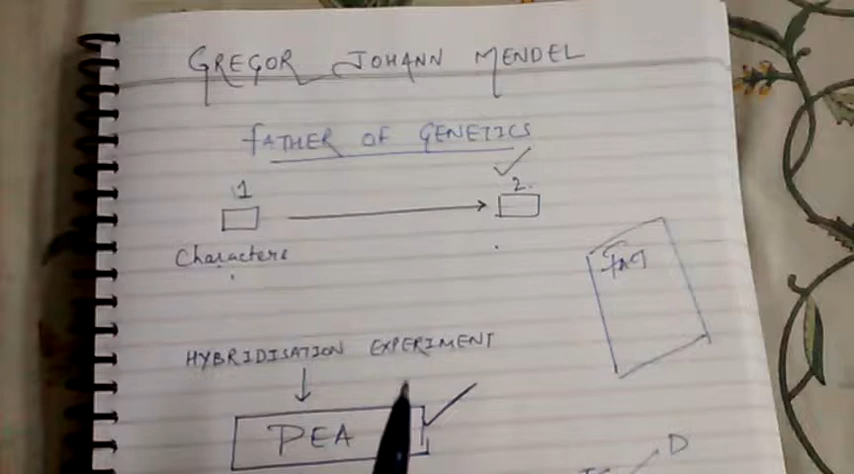 GREGOR JOHANN MENDEL
FATHER OF GENETICS
1 2.
Characters
FACT
HYBRIDISATION EXPERIMENT
PEA
D